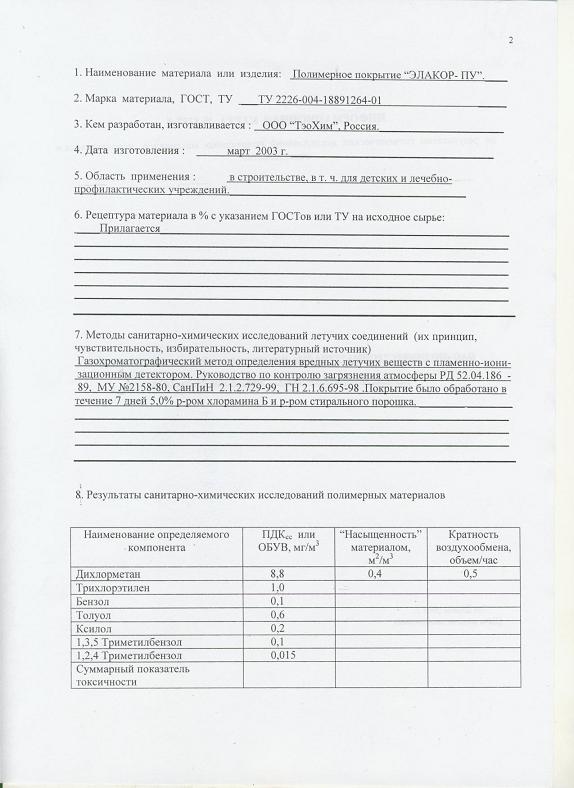 2
1. Наименование материала или изделия: Полимерное покрытие “ЭЛАКОР- ПУ”.
2. Марка материала, ГОСТ, ТУ ТУ 2226-004-18891264-01
3. Кем разработан, изготавливается : ООО “ТэоХим”, Россия.
4. Дата изготовления : март 2003 г.
5. Область применения : в строительстве, в т. ч. для детских и лечебно-
профилактических учреждений.
6. Рецептура материала в % с указанием ГОСТов или ТУ на исходное сырье:
Прилагается
7. Методы санитарно-химических исследований летучих соединений (их принцип,
чувствительность, избирательность, литературный источник)
Газохроматографический метод определения вредных летучих веществ с пламенно-иони-
зационным детектором. Руководство по контролю загрязнения атмосферы РД 52.04.186 -
89, МУ №2158-80, СанПиН 2.1.2.729-99, ГН 2.1.6.695-98 .Покрытие было обработано в
течение 7 дней 5,0% р-ром хлорамина Б и р-ром стирального порошка.
8. Результаты санитарно-химических исследований полимерных материалов
Наименование определяемого компонента ПДКсс или ОБУВ, мг/м³ “Насыщенность” материалом, м²/м³ Кратность воздухообмена, объем/час
Дихлорметан 8,8 0,4 0,5
Трихлорэтилен 1,0
Бензол 0,1
Толуол 0,6
Ксилол 0,2
1,3,5 Триметилбензол 0,1
1,2,4 Триметилбензол 0,015
Суммарный показатель
токсичности